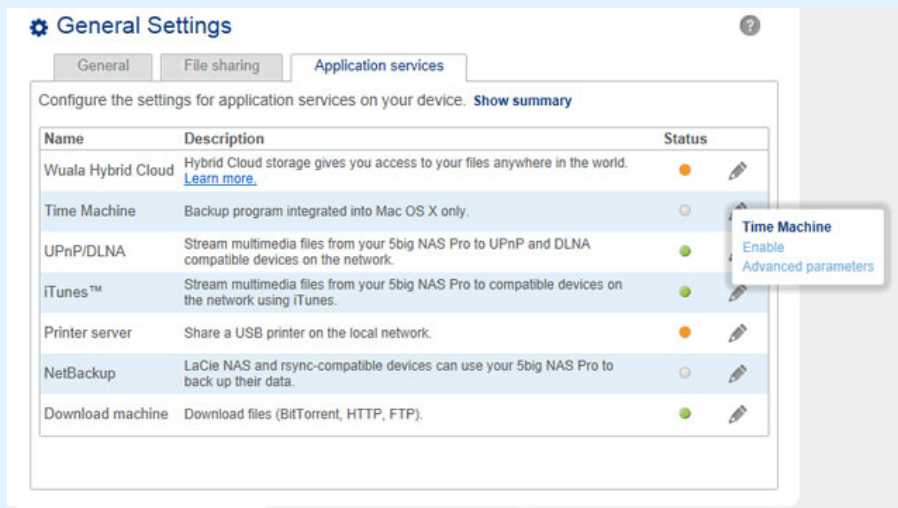 General Settings
General File sharing Application services
Configure the settings for application services on your device. Show summary
Name Description Status
Wuala Hybrid Cloud Hybrid Cloud storage gives you access to your files anywhere in the world.
Learn more.
Time Machine Backup program integrated into Mac OS X only.
Time Machine
Enable
Advanced parameters
UPnP/DLNA Stream multimedia files from your 5big NAS Pro to UPnP and DLNA
compatible devices on the network.
iTunes™ Stream multimedia files from your 5big NAS Pro to compatible devices on
the network using iTunes.
Printer server Share a USB printer on the local network.
NetBackup LaCie NAS and rsync-compatible devices can use your 5big NAS Pro to
back up their data.
Download machine Download files (BitTorrent, HTTP, FTP).